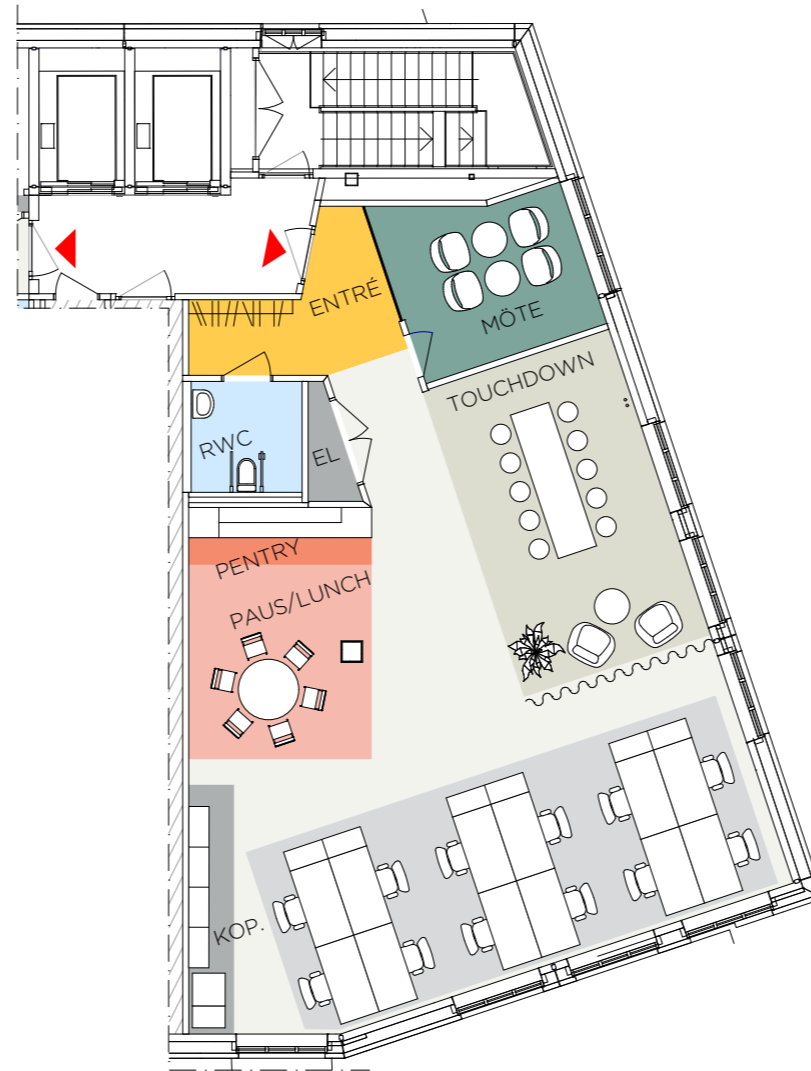 ENTRÉ
MÖTE
TOUCHDOWN
RWC
EL
PENTRY
PAUS/LUNCH
KOP.